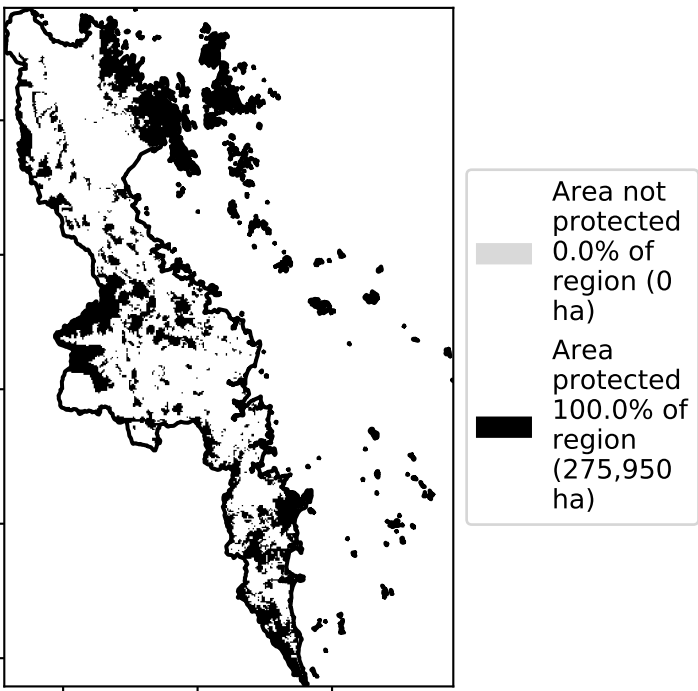 Area not
protected
0.0% of
region (0
ha)
Area
protected
100.0% of
region
(275,950
ha)